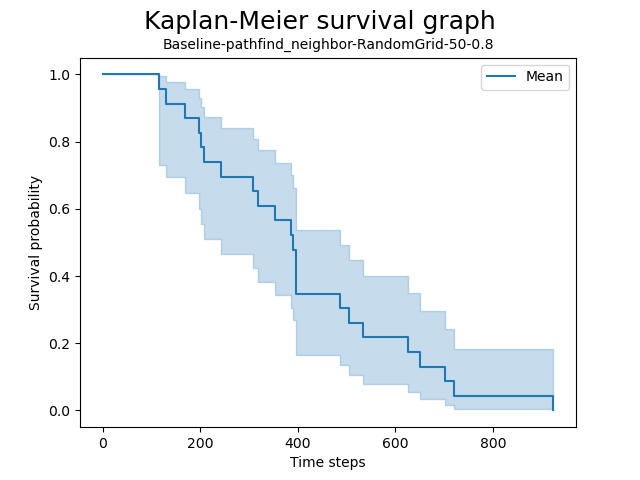 Kaplan-Meier survival graph
Baseline-pathfind_neighbor-RandomGrid-50-0.8
Mean
1.0
0.8
0.6
0.4
0.2
0.0
Survival probability
0
200
400
600
800
Time steps